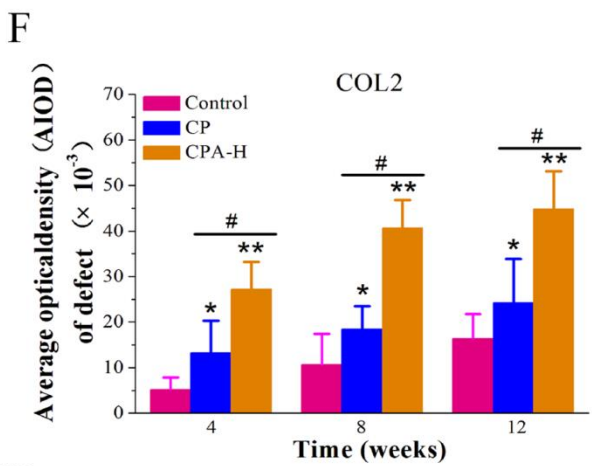 F
COL2
Control
CP
CPA-H
Average opticaldensity (AIOD)
of defect (× 10⁻³)
70
60
50
40
30
20
10
0
#
**
*
#
**
*
#
**
*
4
8
12
Time (weeks)